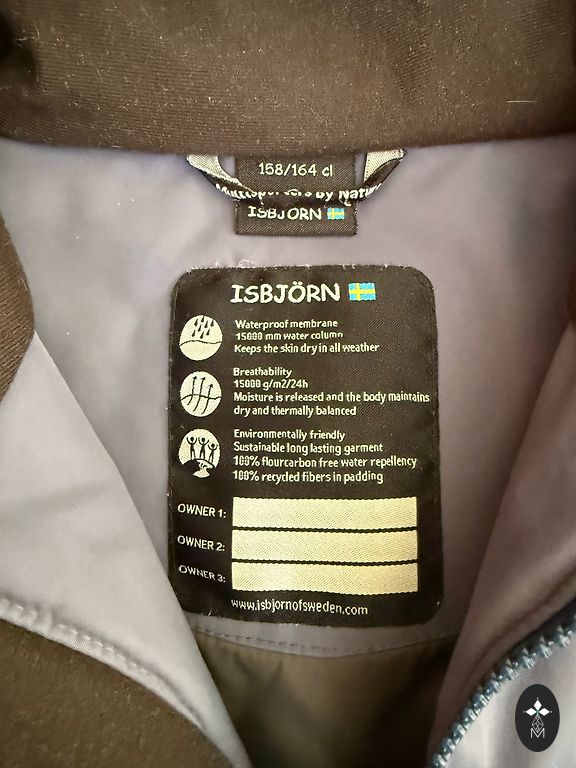 158/164 cl
by Natur
ISBJÖRN
ISBJÖRN
Waterproof membrane
15000 mm water column
Keeps the skin dry in all weather
Breathability
15000 g/m2/24h
Moisture is released and the body maintains
dry and thermally balanced
Environmentally friendly
Sustainable long lasting garment
100% flourcarbon free water repellency
100% recycled fibers in padding
OWNER 1:
OWNER 2:
OWNER 3:
www.isbjornofsweden.com
M